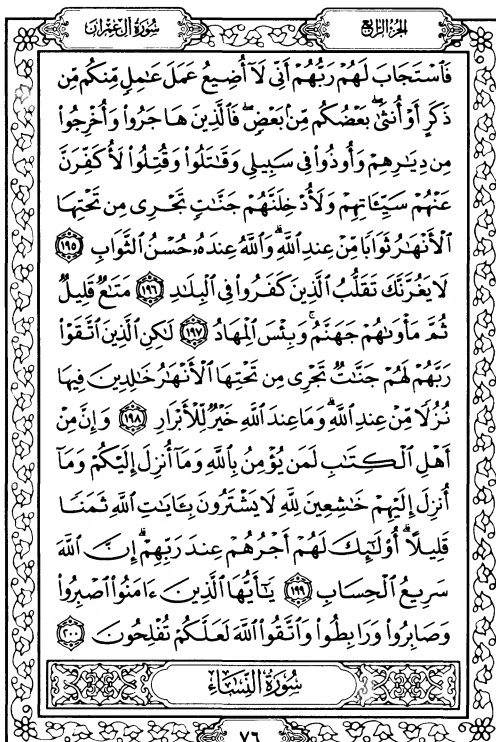 سُورَةُ آلِ عِمْرَانَ
الجُزْءُ الرَّابِعُ
فَٱسْتَجَابَ لَهُمْ رَبُّهُمْ أَنِّى لَآ أُضِيعُ عَمَلَ عَٰمِلٍ مِّنكُم مِّن
ذَكَرٍ أَوْ أُنثَىٰ ۖ بَعْضُكُم مِّنۢ بَعْضٍ ۖ فَٱلَّذِينَ هَاجَرُوا۟ وَأُخْرِجُوا۟
مِن دِيَٰرِهِمْ وَأُوذُوا۟ فِى سَبِيلِى وَقَٰتَلُوا۟ وَقُتِلُوا۟ لَأُكَفِّرَنَّ
عَنْهُمْ سَيِّـَٔاتِهِمْ وَلَأُدْخِلَنَّهُمْ جَنَّٰتٍ تَجْرِى مِن تَحْتِهَا
ٱلْأَنْهَٰرُ ثَوَابًا مِّنْ عِندِ ٱللَّهِ ۗ وَٱللَّهُ عِندَهُۥ حُسْنُ ٱلثَّوَابِ ١٩٥
لَا يَغُرَّنَّكَ تَقَلُّبُ ٱلَّذِينَ كَفَرُوا۟ فِى ٱلْبِلَٰدِ ١٩٦ مَتَٰعٌ قَلِيلٌ
ثُمَّ مَأْوَىٰهُمْ جَهَنَّمُ ۚ وَبِئْسَ ٱلْمِهَادُ ١٩٧ لَٰكِنِ ٱلَّذِينَ ٱتَّقَوْا۟
رَبَّهُمْ لَهُمْ جَنَّٰتٌ تَجْرِى مِن تَحْتِهَا ٱلْأَنْهَٰرُ خَٰلِدِينَ فِيهَا
نُزُلًا مِّنْ عِندِ ٱللَّهِ ۗ وَمَا عِندَ ٱللَّهِ خَيْرٌ لِّلْأَبْرَارِ ١٩٨ وَإِنَّ مِنْ
أَهْلِ ٱلْكِتَٰبِ لَمَن يُؤْمِنُ بِٱللَّهِ وَمَآ أُنزِلَ إِلَيْكُمْ وَمَآ
أُنزِلَ إِلَيْهِمْ خَٰشِعِينَ لِلَّهِ لَا يَشْتَرُونَ بِـَٔايَٰتِ ٱللَّهِ ثَمَنًا
قَلِيلًا ۗ أُو۟لَٰٓئِكَ لَهُمْ أَجْرُهُمْ عِندَ رَبِّهِمْ ۗ إِنَّ ٱللَّهَ
سَرِيعُ ٱلْحِسَابِ ١٩٩ يَٰٓأَيُّهَا ٱلَّذِينَ ءَامَنُوا۟ ٱصْبِرُوا۟
وَصَابِرُوا۟ وَرَابِطُوا۟ وَٱتَّقُوا۟ ٱللَّهَ لَعَلَّكُمْ تُفْلِحُونَ ٢٠٠
سُورَةُ النِّسَاءِ
٧٦